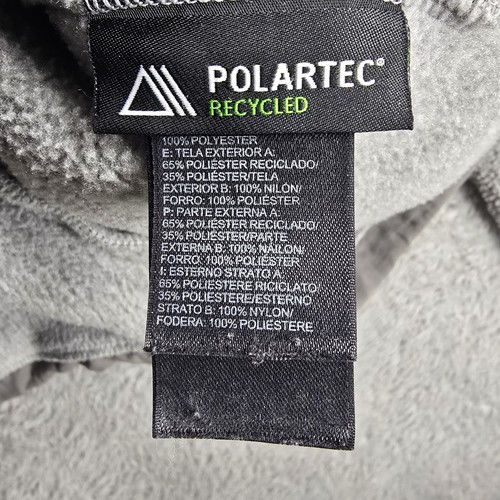 POLARTEC®
RECYCLED
100% POLYESTER
E: TELA EXTERIOR A:
65% POLIÉSTER RECICLADO/
35% POLIÉSTER/TELA
EXTERIOR B: 100% NILÓN/
FORRO: 100% POLIÉSTER
P: PARTE EXTERNA A:
65% POLIÉSTER RECICLADO/
35% POLIÉSTER/PARTE
EXTERNA B: 100% NÁILON/
FORRO: 100% POLIÉSTER
I: ESTERNO STRATO A:
65% POLIESTERE RICICLATO/
35% POLIESTERE/ESTERNO
STRATO B: 100% NYLON/
FODERA: 100% POLIESTERE